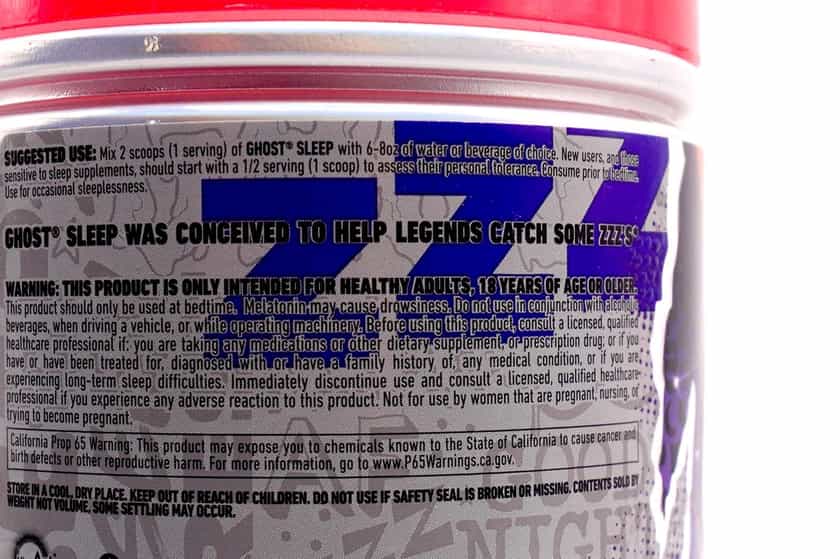 SUGGESTED USE: Mix 2 scoops (1 serving) of GHOST® SLEEP with 6-8oz of water or beverage of choice. New users, and those
sensitive to sleep supplements, should start with a 1/2 serving (1 scoop) to assess their personal tolerance. Consume prior to bedtime.
Use for occasional sleeplessness.
GHOST® SLEEP WAS CONCEIVED TO HELP LEGENDS CATCH SOME ZZZ'S®
WARNING: THIS PRODUCT IS ONLY INTENDED FOR HEALTHY ADULTS, 18 YEARS OF AGE OR OLDER.
This product should only be used at bedtime. Melatonin may cause drowsiness. Do not use in conjunction with alcoholic
beverages, when driving a vehicle, or while operating machinery. Before using this product, consult a licensed, qualified
healthcare professional if: you are taking any medications or other dietary supplement, or prescription drug; or if you
have or have been treated for, diagnosed with or have a family history of, any medical condition, or if you are
experiencing long-term sleep difficulties. Immediately discontinue use and consult a licensed, qualified healthcare
professional if you experience any adverse reaction to this product. Not for use by women that are pregnant, nursing, or
trying to become pregnant.
California Prop 65 Warning: This product may expose you to chemicals known to the State of California to cause cancer and
birth defects or other reproductive harm. For more information, go to www.P65Warnings.ca.gov.
STORE IN A COOL, DRY PLACE. KEEP OUT OF REACH OF CHILDREN. DO NOT USE IF SAFETY SEAL IS BROKEN OR MISSING. CONTENTS SOLD BY
WEIGHT NOT VOLUME, SOME SETTLING MAY OCCUR.
ZZZ
NIGH